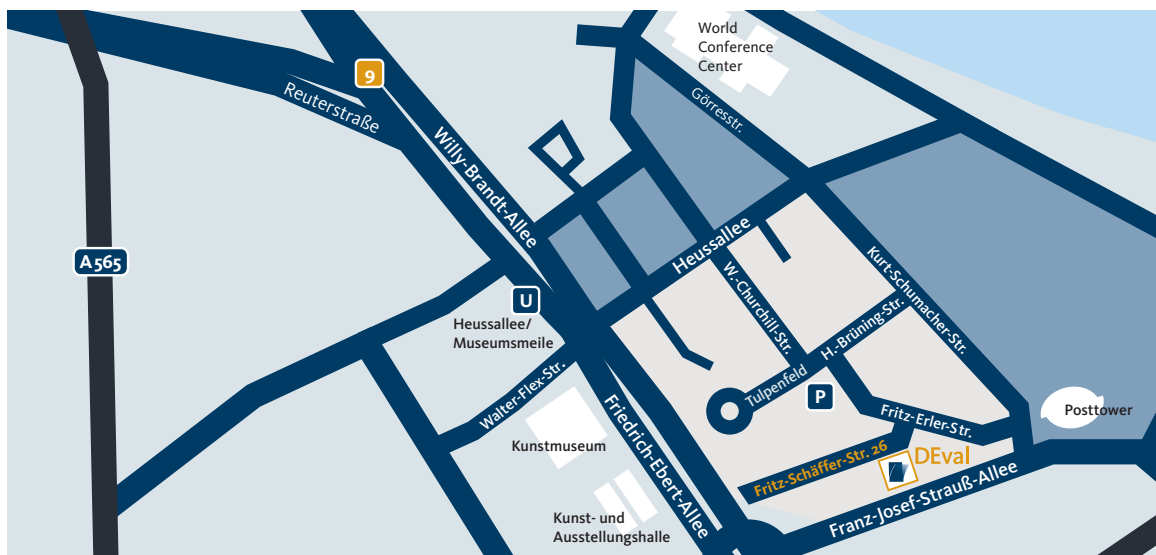 World
Conference
Center
9
Reuterstraße
Görresstr.
Willy-Brandt-Allee
A 565
Heussallee
Kurt-Schumacher-Str.
U
Heussallee/
Museumsmeile
W.-Churchill-Str.
H.-Brüning-Str.
Tulpenfeld
P
Walter-Flex-Str.
Posttower
Fritz-Erler-Str.
Kunstmuseum
Friedrich-Ebert-Allee
Fritz-Schäffer-Str. 26
DEval
Franz-Josef-Strauß-Allee
Kunst- und
Ausstellungshalle